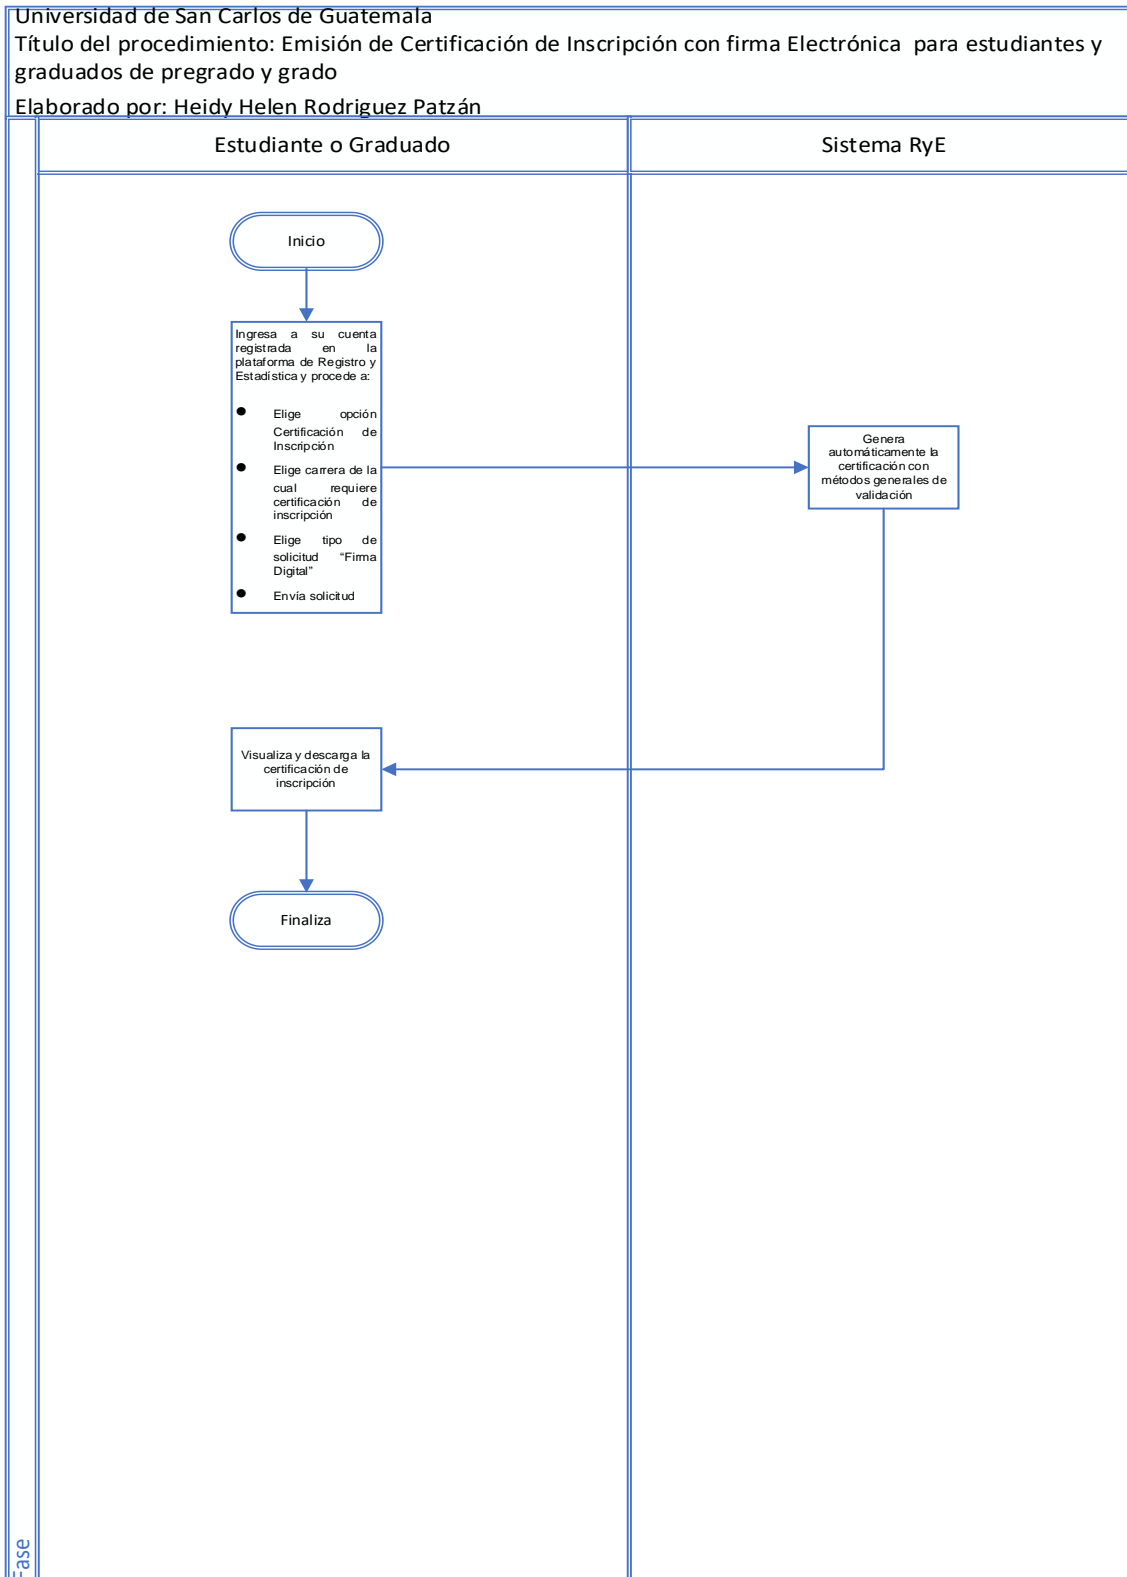 Universidad de San Carlos de Guatemala
Título del procedimiento: Emisión de Certificación de Inscripción con firma Electrónica para estudiantes y
graduados de pregrado y grado
Elaborado por: Heidy Helen Rodriguez Patzán
Estudiante o Graduado
Sistema RyE
Inicio
Ingresa a su cuenta
registrada en la
plataforma de Registro y
Estadística y procede a:
● Elige opción
Certificación de
Inscripción
● Elige carrera de la
cual requiere
certificación de
inscripción
● Elige tipo de
solicitud “Firma
Digital”
● Envía solicitud
Genera
automáticamente la
certificación con
métodos generales de
validación
Visualiza y descarga la
certificación de
inscripción
Finaliza
Fase